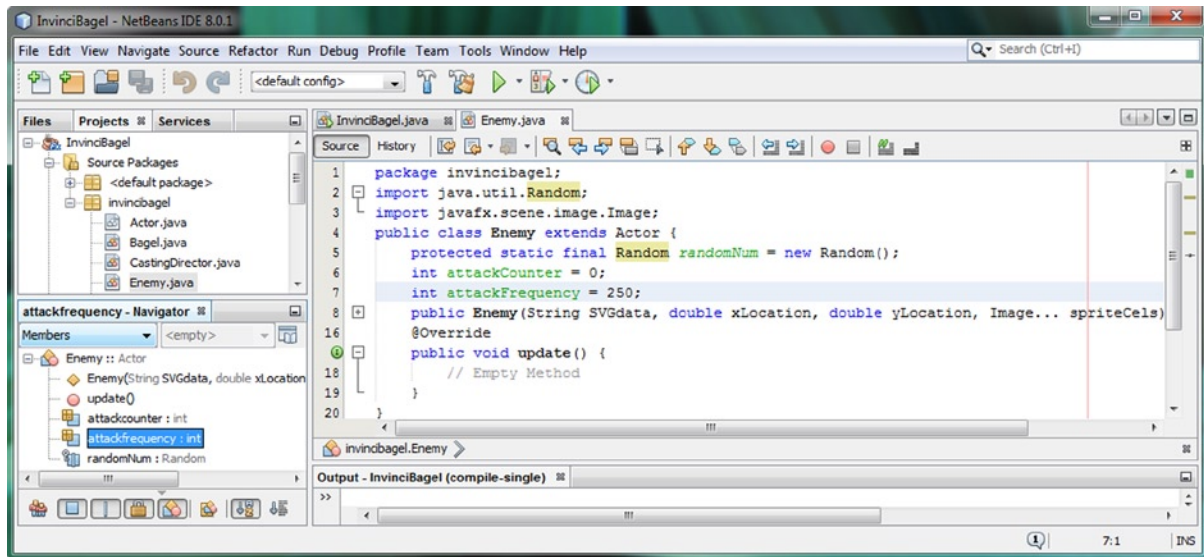 InvinciBagel - NetBeans IDE 8.0.1
File Edit View Navigate Source Refactor Run Debug Profile Team Tools Window Help
Search (Ctrl+I)
<default config>
Files Projects Services
InvinciBagel
Source Packages
<default package>
invincibagel
Actor.java
Bagel.java
CastingDirector.java
Enemy.java
attackfrequency - Navigator
Members <empty>
Enemy :: Actor
Enemy(String SVGdata, double xLocation
update()
attackcounter : int
attackfrequency : int
randomNum : Random
InvinciBagel.java Enemy.java
Source History
1 package invincibagel;
2 import java.util.Random;
3 import javafx.scene.image.Image;
4 public class Enemy extends Actor {
5 protected static final Random randomNum = new Random();
6 int attackCounter = 0;
7 int attackFrequency = 250;
8 public Enemy(String SVGdata, double xLocation, double yLocation, Image... spriteCels)
16 @Override
public void update() {
18 // Empty Method
19 }
20 }
invincibagel.Enemy
Output - InvinciBagel (compile-single)
>>
1 7:1 INS